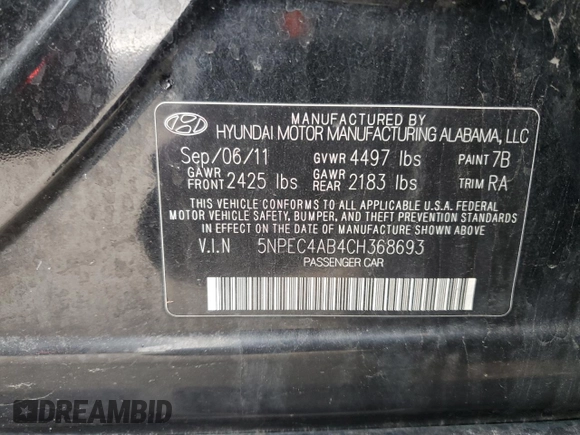 MANUFACTURED BY
HYUNDAI MOTOR MANUFACTURING ALABAMA, LLC
Sep/06/11 GVWR 4497 lbs PAINT 7B
GAWR FRONT 2425 lbs GAWR REAR 2183 lbs TRIM RA
THIS VEHICLE CONFORMS TO ALL APPLICABLE U.S.A. FEDERAL
MOTOR VEHICLE SAFETY, BUMPER, AND THEFT PREVENTION STANDARDS
IN EFFECT ON THE DATE OF MANUFACTURE SHOWN ABOVE
V.I.N 5NPEC4AB4CH368693
PASSENGER CAR
DREAMBID